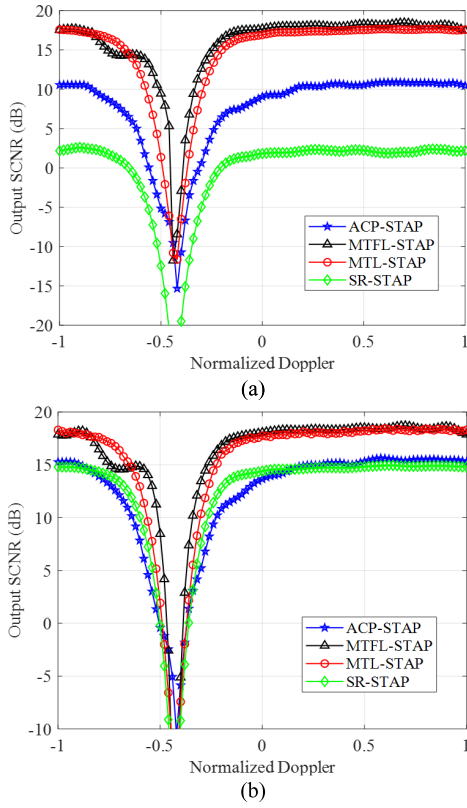 20
15
10
5
0
-5
-10
-15
-20
Output SCNR (dB)
ACP-STAP
MTFL-STAP
MTL-STAP
SR-STAP
-1
-0.5
0
0.5
1
Normalized Doppler
(a)
20
15
10
5
0
-5
-10
Output SCNR (dB)
ACP-STAP
MTFL-STAP
MTL-STAP
SR-STAP
-1
-0.5
0
0.5
1
Normalized Doppler
(b)